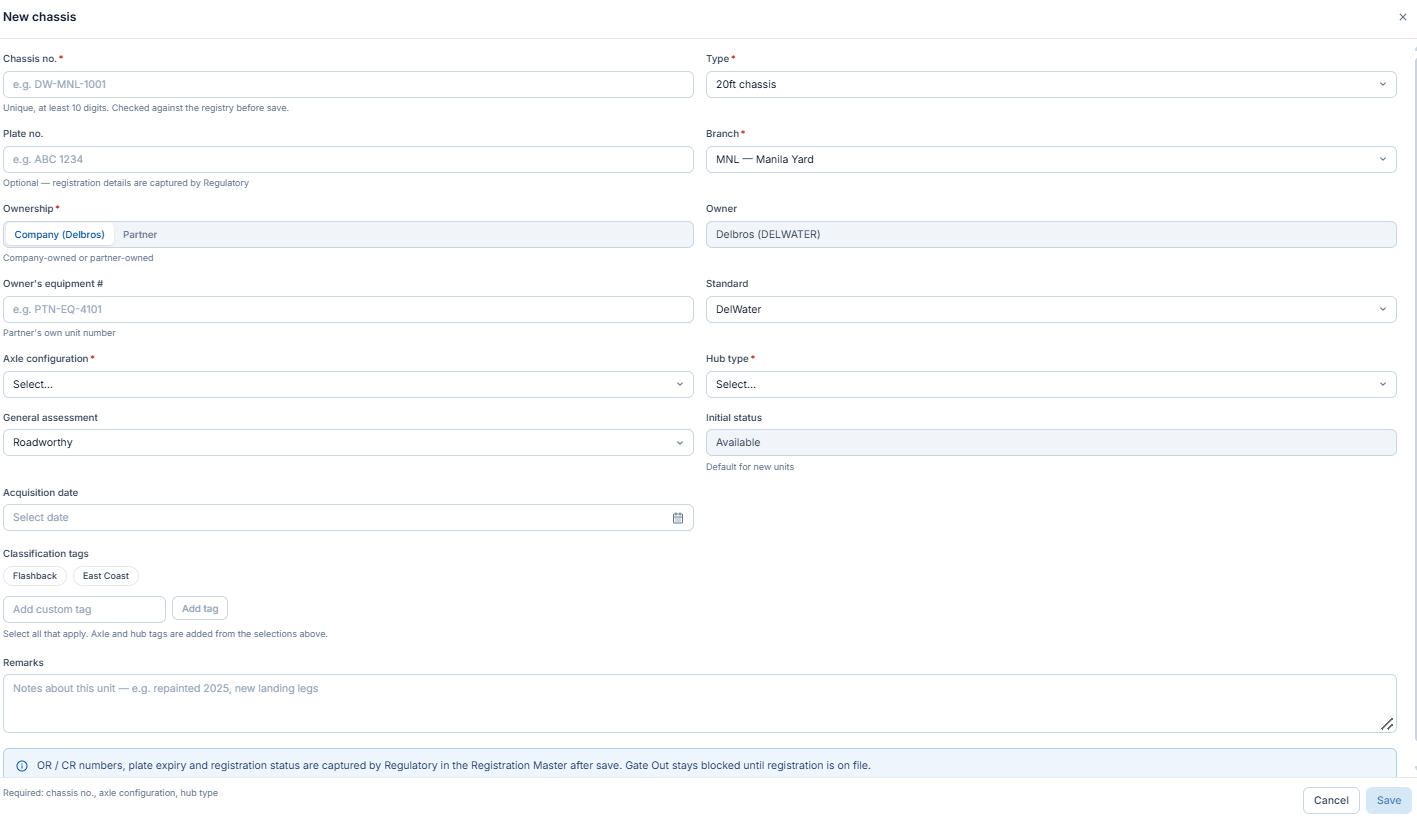 New chassis
Chassis no. *
Type *
e.g. DW-MNL-1001
20ft chassis
Unique, at least 10 digits. Checked against the registry before save.
Plate no.
Branch *
e.g. ABC 1234
MNL — Manila Yard
Optional — registration details are captured by Regulatory
Ownership *
Owner
Company (Delbros) Partner
Delbros (DELWATER)
Company-owned or partner-owned
Owner's equipment #
Standard
e.g. PTN-EQ-4101
DelWater
Partner's own unit number
Axle configuration *
Hub type *
Select...
Select...
General assessment
Initial status
Roadworthy
Available
Default for new units
Acquisition date
Select date
Classification tags
Flashback East Coast
Add custom tag Add tag
Select all that apply. Axle and hub tags are added from the selections above.
Remarks
Notes about this unit — e.g. repainted 2025, new landing legs
OR / CR numbers, plate expiry and registration status are captured by Regulatory in the Registration Master after save. Gate Out stays blocked until registration is on file.
Required: chassis no., axle configuration, hub type
Cancel Save